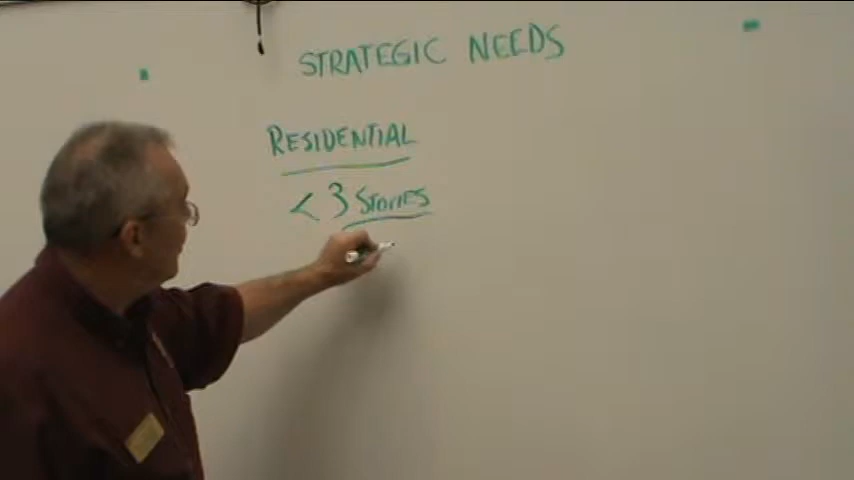 STRATEGIC NEEDS
RESIDENTIAL
< 3 STORIES